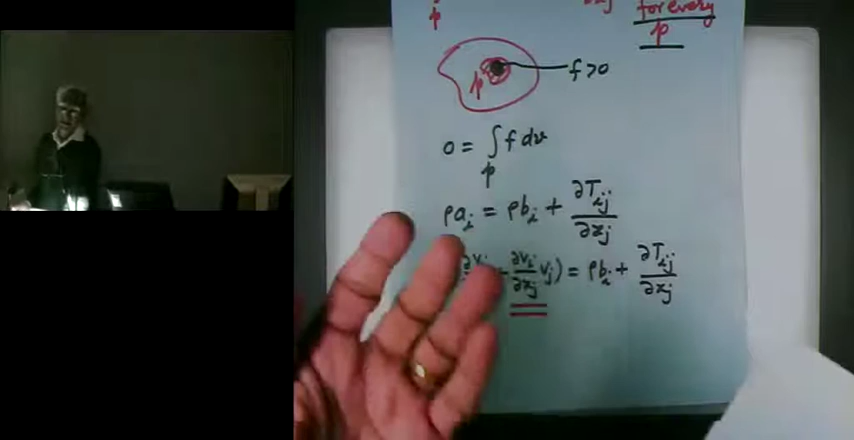 for every
p
p
f>0
0 = ∫ f dv
p
ρa_i = ρb_i + ∂T_ij/∂x_j
∂v_i/∂x_j v_j) = ρb_i + ∂T_ij/∂x_j